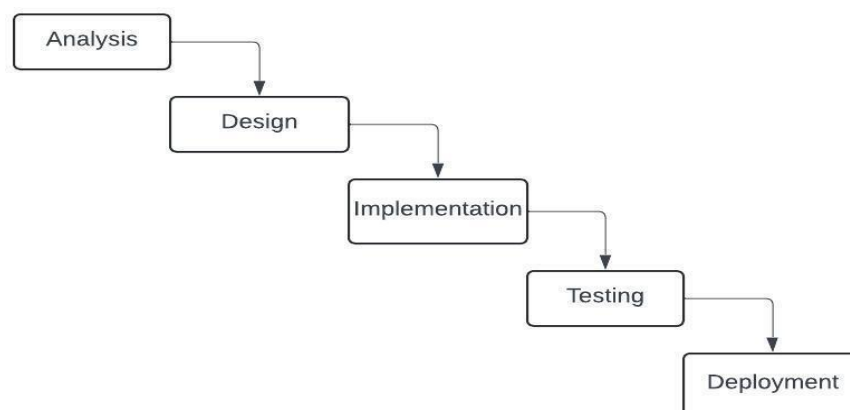 Analysis
Design
Implementation
Testing
Deployment